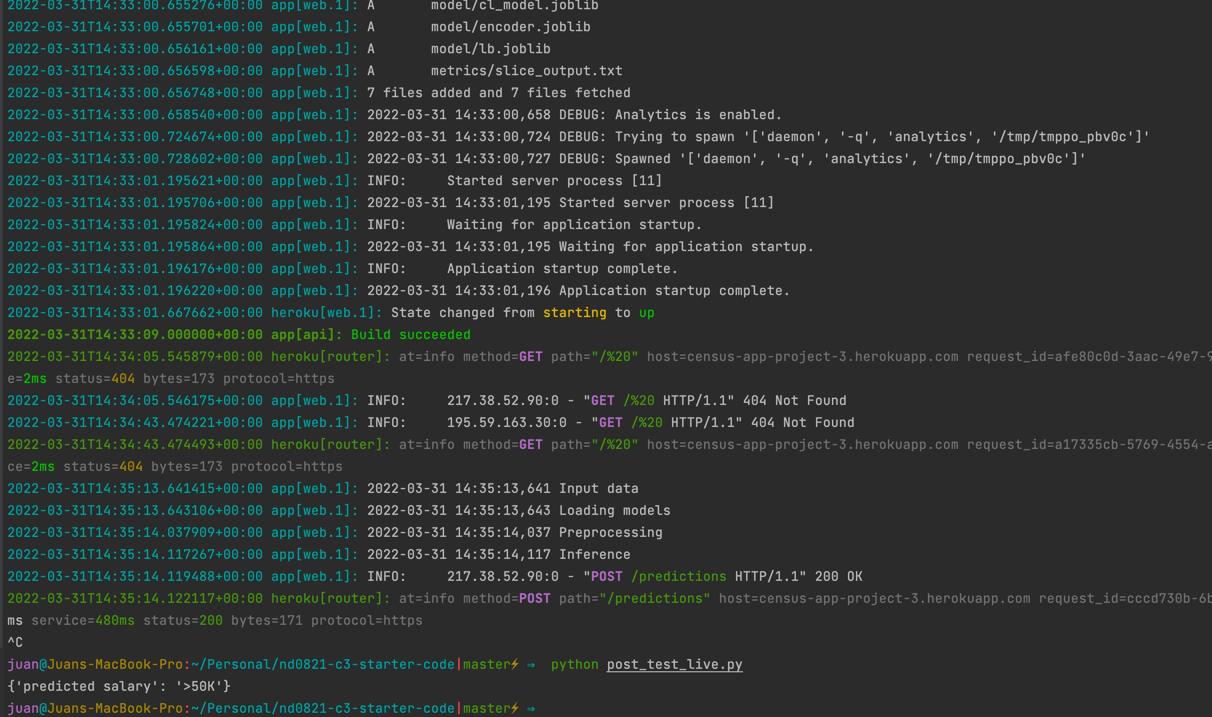 2022-03-31T14:33:00.655276+00:00 app[web.1]: A       model/cl_model.joblib
2022-03-31T14:33:00.655701+00:00 app[web.1]: A       model/encoder.joblib
2022-03-31T14:33:00.656161+00:00 app[web.1]: A       model/lb.joblib
2022-03-31T14:33:00.656598+00:00 app[web.1]: A       metrics/slice_output.txt
2022-03-31T14:33:00.656748+00:00 app[web.1]: 7 files added and 7 files fetched
2022-03-31T14:33:00.658540+00:00 app[web.1]: 2022-03-31 14:33:00,658 DEBUG: Analytics is enabled.
2022-03-31T14:33:00.724674+00:00 app[web.1]: 2022-03-31 14:33:00,724 DEBUG: Trying to spawn '['daemon', '-q', 'analytics', '/tmp/tmppo_pbv0c']'
2022-03-31T14:33:00.728602+00:00 app[web.1]: 2022-03-31 14:33:00,727 DEBUG: Spawned '['daemon', '-q', 'analytics', '/tmp/tmppo_pbv0c']'
2022-03-31T14:33:01.195621+00:00 app[web.1]: INFO:     Started server process [11]
2022-03-31T14:33:01.195706+00:00 app[web.1]: 2022-03-31 14:33:01,195 Started server process [11]
2022-03-31T14:33:01.195824+00:00 app[web.1]: INFO:     Waiting for application startup.
2022-03-31T14:33:01.195864+00:00 app[web.1]: 2022-03-31 14:33:01,195 Waiting for application startup.
2022-03-31T14:33:01.196176+00:00 app[web.1]: INFO:     Application startup complete.
2022-03-31T14:33:01.196220+00:00 app[web.1]: 2022-03-31 14:33:01,196 Application startup complete.
2022-03-31T14:33:01.667662+00:00 heroku[web.1]: State changed from starting to up
2022-03-31T14:33:09.000000+00:00 app[api]: Build succeeded
2022-03-31T14:34:05.545879+00:00 heroku[router]: at=info method=GET path="/%20" host=census-app-project-3.herokuapp.com request_id=afe80c0d-3aac-49e7-9
e=2ms status=404 bytes=173 protocol=https
2022-03-31T14:34:05.546175+00:00 app[web.1]: INFO:     217.38.52.90:0 - "GET /%20 HTTP/1.1" 404 Not Found
2022-03-31T14:34:43.474221+00:00 app[web.1]: INFO:     195.59.163.30:0 - "GET /%20 HTTP/1.1" 404 Not Found
2022-03-31T14:34:43.474493+00:00 heroku[router]: at=info method=GET path="/%20" host=census-app-project-3.herokuapp.com request_id=a17335cb-5769-4554-a
ce=2ms status=404 bytes=173 protocol=https
2022-03-31T14:35:13.641415+00:00 app[web.1]: 2022-03-31 14:35:13,641 Input data
2022-03-31T14:35:13.643106+00:00 app[web.1]: 2022-03-31 14:35:13,643 Loading models
2022-03-31T14:35:14.037909+00:00 app[web.1]: 2022-03-31 14:35:14,037 Preprocessing
2022-03-31T14:35:14.117267+00:00 app[web.1]: 2022-03-31 14:35:14,117 Inference
2022-03-31T14:35:14.119488+00:00 app[web.1]: INFO:     217.38.52.90:0 - "POST /predictions HTTP/1.1" 200 OK
2022-03-31T14:35:14.122117+00:00 heroku[router]: at=info method=POST path="/predictions" host=census-app-project-3.herokuapp.com request_id=cccd730b-6b
ms service=480ms status=200 bytes=171 protocol=https
^C
juan@Juans-MacBook-Pro:~/Personal/nd0821-c3-starter-code|master⚡ ⇒  python post_test_live.py
{'predicted salary': '>50K'}
juan@Juans-MacBook-Pro:~/Personal/nd0821-c3-starter-code|master⚡ ⇒